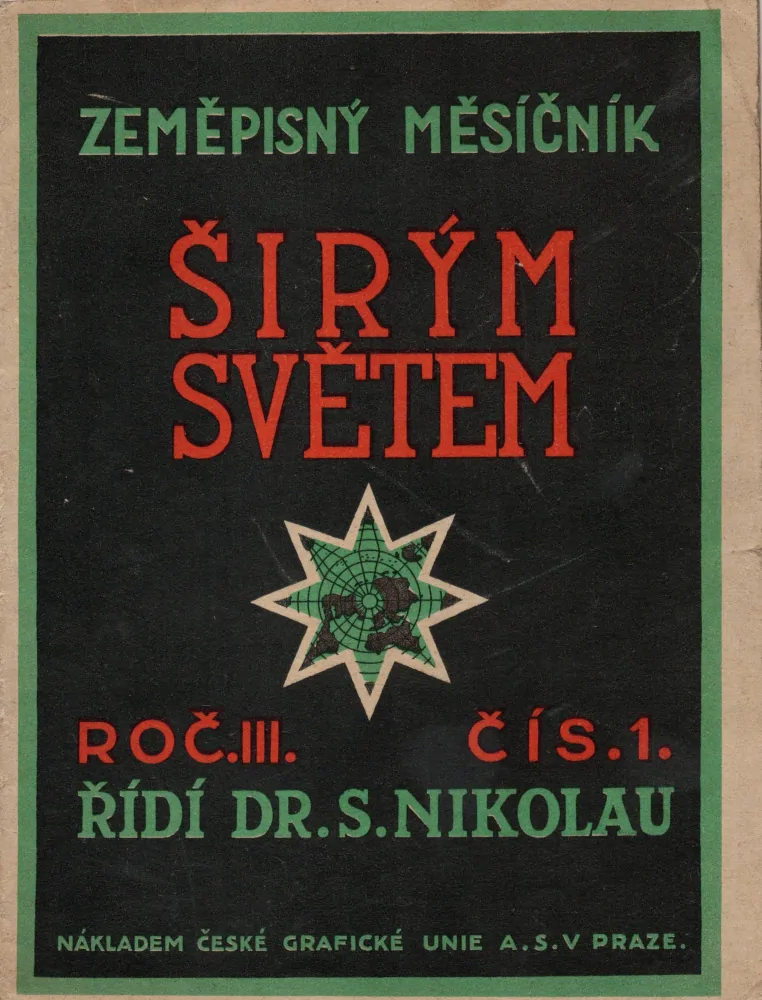 ZEMĚPISNÝ MĚSÍČNÍK
ŠIRÝM
SVĚTEM
ROČ.III. ČÍS.1.
ŘÍDÍ DR.S.NIKOLAU
NÁKLADEM ČESKÉ GRAFICKÉ UNIE A.S.V PRAZE.